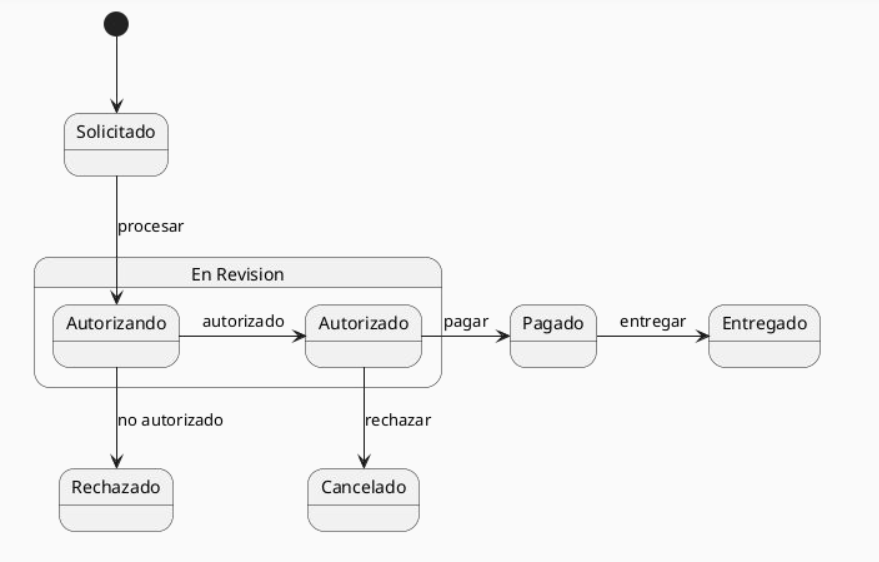 Solicitado
procesar
En Revision
Autorizando
autorizado
Autorizado
pagar
Pagado
entregar
Entregado
no autorizado
rechazar
Rechazado
Cancelado